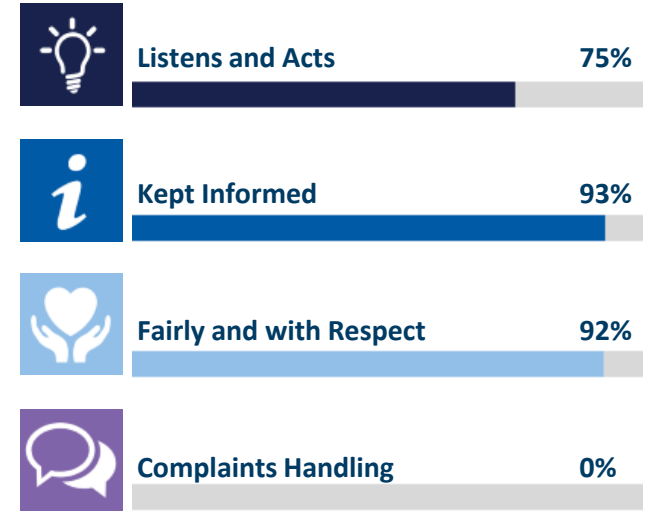 Listens and Acts 75%
Kept Informed 93%
Fairly and with Respect 92%
Complaints Handling 0%